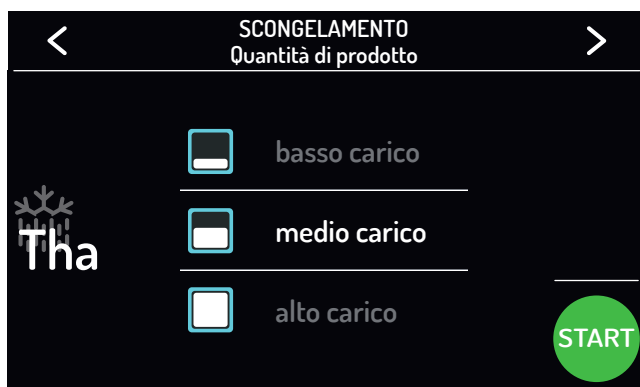 SCONGELAMENTO
Quantità di prodotto
basso carico
medio carico
Tha
alto carico
START